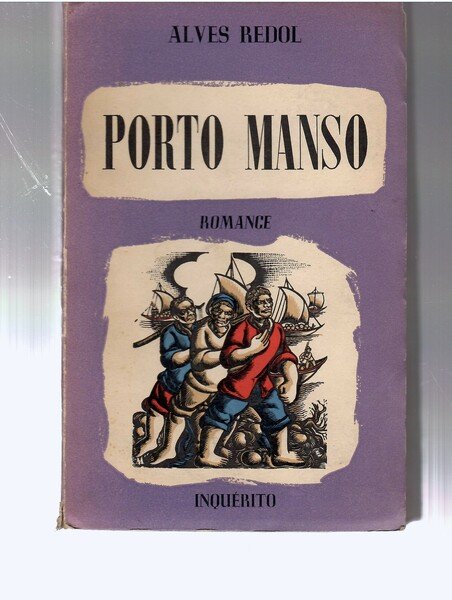 ALVES REDOL
PORTO MANSO
ROMANCE
INQUÉRITO